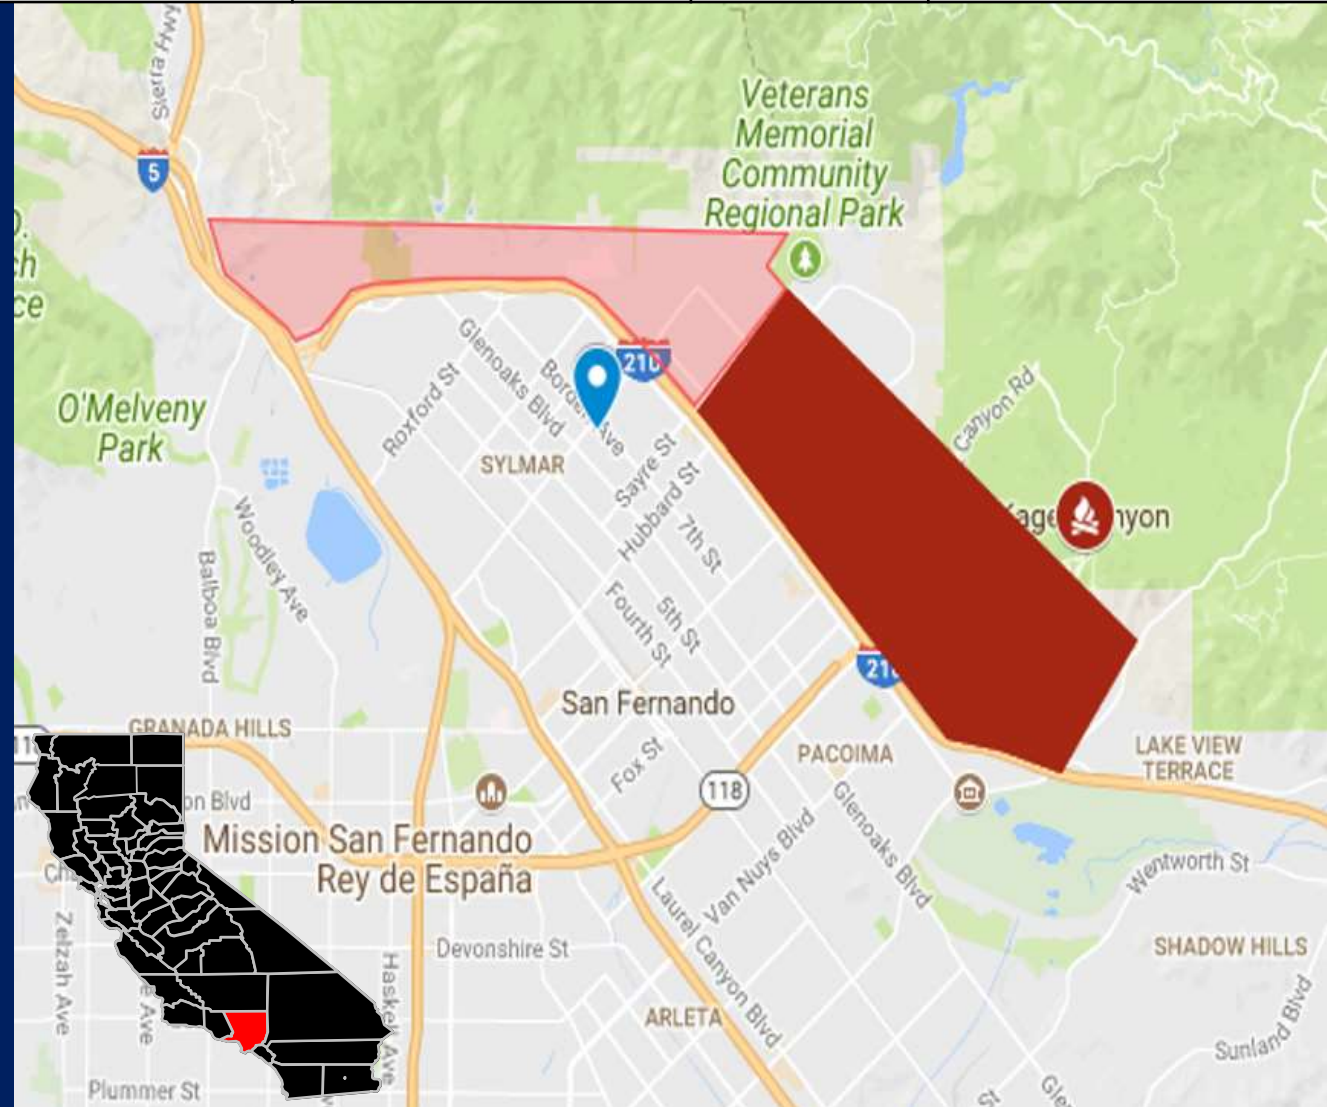 Sierra Hwy
5
Veterans
Memorial
Community
Regional Park
Glenoaks Blvd
210
Roxford St
O'Melveny
Park
SYLMAR
Sayre St
Hubbard St
7th St
Canyon Rd
Woodley Ave
Balboa Blvd
5th St
Fourth St
San Fernando
GRANADA HILLS
Fox St
PACOIMA
LAKE VIEW
TERRACE
118
Glenoaks Blvd
Van Nuys Blvd
Mission San Fernando
Rey de España
Wentworth St
Laurel Canyon Blvd
Devonshire St
SHADOW HILLS
Zelzah Ave
Haskell Ave
ARLETA
Sunland Blvd
Plummer St